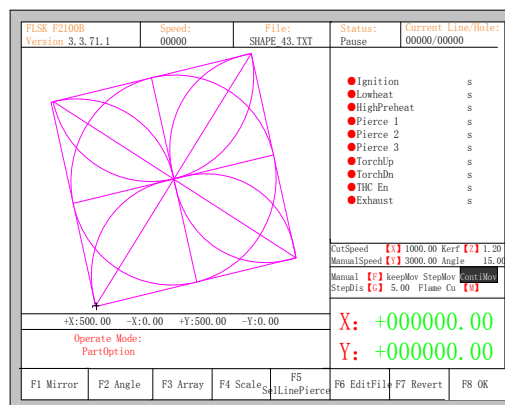 FLSK F2100B Speed: File: Status: Current Line/Hole:
Version 3.3.71.1 00000 SHAPE_43.TXT Pause 00000/00000
Ignition s
Lowheat s
HighPreheat s
Pierce 1 s
Pierce 2 s
Pierce 3 s
TorchUp s
TorchDn s
THC En s
Exhaust s
CutSpeed 【X】1000.00 Kerf【Z】1.20
ManualSpeed【Y】3000.00 Angle 15.00
Manual 【F】keepMov StepMov ContiMov
StepDis【G】 5.00 Flame Cu 【M】
+X:500.00 -X:0.00 +Y:500.00 -Y:0.00
Operate Mode:
PartOption
X: +000000.00
Y: +000000.00
F1 Mirror F2 Angle F3 Array F4 Scale F5 SelLinePierce F6 EditFile F7 Revert F8 OK